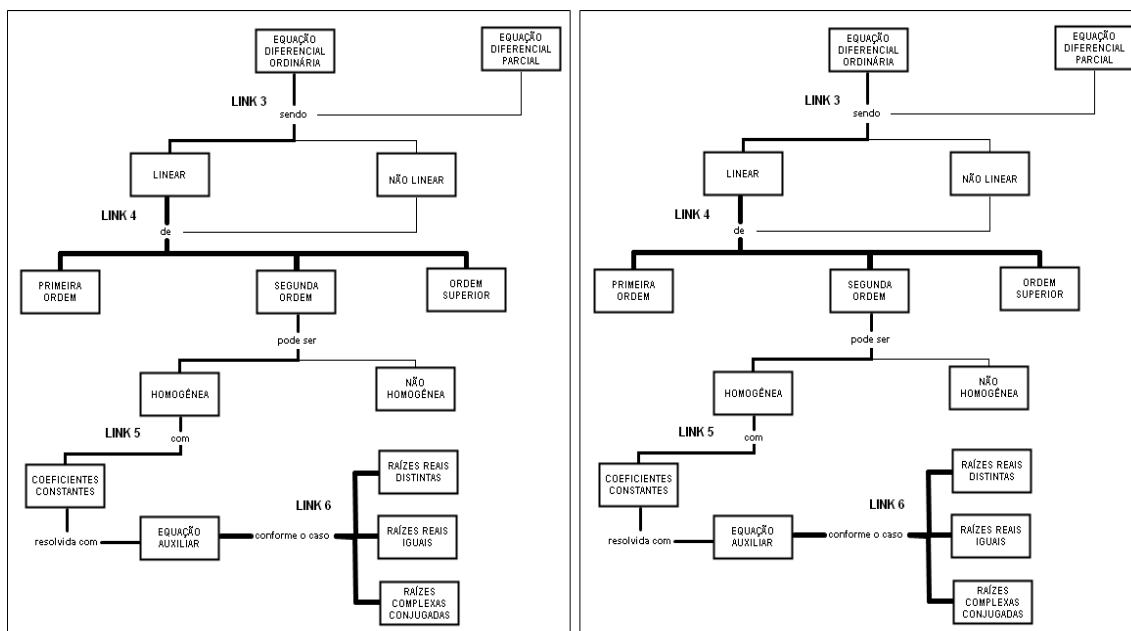 EQUAÇÃO
DIFERENCIAL
ORDINÁRIA
EQUAÇÃO
DIFERENCIAL
PARCIAL
LINK 3
sendo
LINEAR
NÃO LINEAR
LINK 4
de
PRIMEIRA
ORDEM
SEGUNDA
ORDEM
ORDEM
SUPERIOR
pode ser
HOMOGÊNEA
NÃO
HOMOGÊNEA
LINK 5
com
COEFICIENTES
CONSTANTES
RAÍZES REAIS
DISTINTAS
LINK 6
resolvida com
EQUAÇÃO
AUXILIAR
conforme o caso
RAÍZES REAIS
IGUAIS
RAÍZES
COMPLEXAS
CONJUGADAS
EQUAÇÃO
DIFERENCIAL
ORDINÁRIA
EQUAÇÃO
DIFERENCIAL
PARCIAL
LINK 3
sendo
LINEAR
NÃO LINEAR
LINK 4
de
PRIMEIRA
ORDEM
SEGUNDA
ORDEM
ORDEM
SUPERIOR
pode ser
HOMOGÊNEA
NÃO
HOMOGÊNEA
LINK 5
com
COEFICIENTES
CONSTANTES
RAÍZES REAIS
DISTINTAS
LINK 6
resolvida com
EQUAÇÃO
AUXILIAR
conforme o caso
RAÍZES REAIS
IGUAIS
RAÍZES
COMPLEXAS
CONJUGADAS